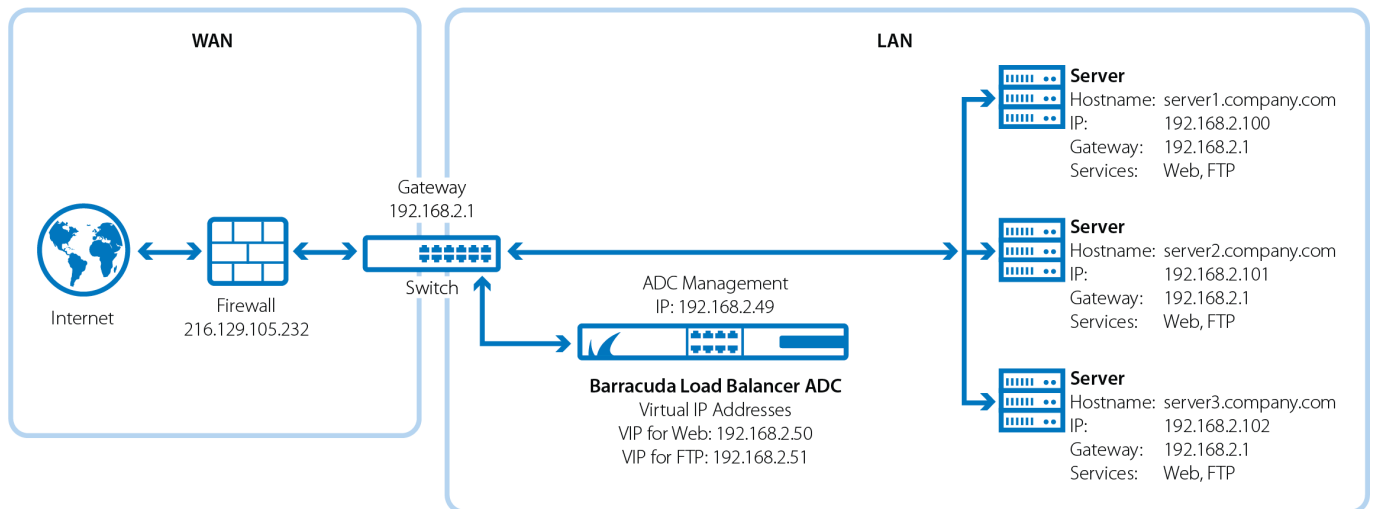 WAN
LAN
Internet
Firewall
216.129.105.232
Gateway
192.168.2.1
Switch
ADC Management
IP: 192.168.2.49
Barracuda Load Balancer ADC
Virtual IP Addresses
VIP for Web: 192.168.2.50
VIP for FTP: 192.168.2.51
Server
Hostname: server1.company.com
IP: 192.168.2.100
Gateway: 192.168.2.1
Services: Web, FTP
Server
Hostname: server2.company.com
IP: 192.168.2.101
Gateway: 192.168.2.1
Services: Web, FTP
Server
Hostname: server3.company.com
IP: 192.168.2.102
Gateway: 192.168.2.1
Services: Web, FTP